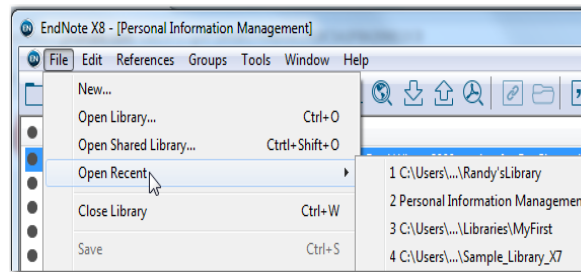 EndNote X8 - [Personal Information Management]
File Edit References Groups Tools Window Help
New...
Open Library... Ctrl+O
Open Shared Library... Ctrtl+Shift+O
Open Recent
1 C:\Users\...\Randy'sLibrary
2 Personal Information Managemen
Close Library Ctrl+W
3 C:\Users\...\Libraries\MyFirst
Save Ctrl+S
4 C:\Users\...\Sample_Library_X7